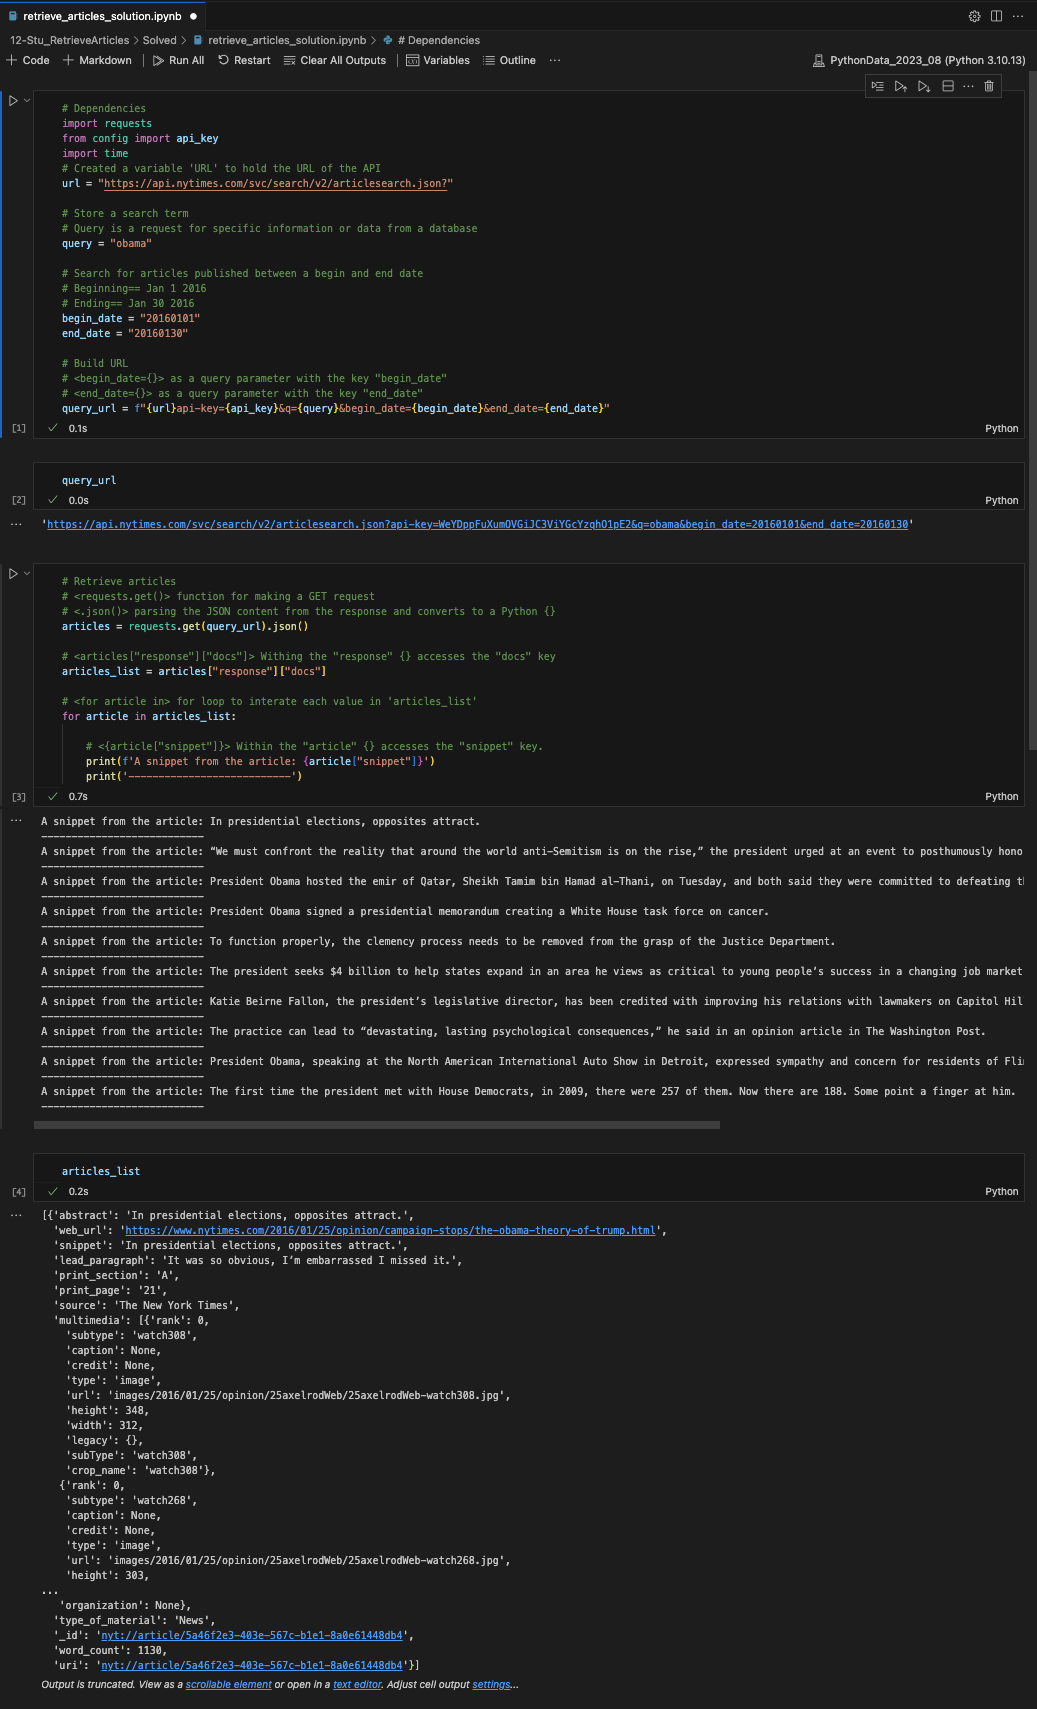 retrieve_articles_solution.ipynb
12-Stu_RetrieveArticles > Solved > retrieve_articles_solution.ipynb > # Dependencies
+ Code + Markdown Run All Restart Clear All Outputs Variables Outline ... PythonData_2023_08 (Python 3.10.13)
# Dependencies
import requests
from config import api_key
import time
# Created a variable 'URL' to hold the URL of the API
url = "https://api.nytimes.com/svc/search/v2/articlesearch.json?"
# Store a search term
# Query is a request for specific information or data from a database
query = "obama"
# Search for articles published between a begin and end date
# Beginning== Jan 1 2016
# Ending== Jan 30 2016
begin_date = "20160101"
end_date = "20160130"
# Build URL
# <begin_date={}> as a query parameter with the key "begin_date"
# <end_date={}> as a query parameter with the key "end_date"
query_url = f"{url}api-key={api_key}&q={query}&begin_date={begin_date}&end_date={end_date}"
[1] 0.1s Python
query_url
[2] 0.0s Python
... 'https://api.nytimes.com/svc/search/v2/articlesearch.json?api-key=WeYDppFuXumOVGiJC3ViYGcYzqhO1pE2&q=obama&begin_date=20160101&end_date=20160130'
# Retrieve articles
# <requests.get()> function for making a GET request
# <.json()> parsing the JSON content from the response and converts to a Python {}
articles = requests.get(query_url).json()
# <articles["response"]["docs"]> Withing the "response" {} accesses the "docs" key
articles_list = articles["response"]["docs"]
# <for article in> for loop to interate each value in 'articles_list'
for article in articles_list:
# <{article["snippet"]}> Within the "article" {} accesses the "snippet" key.
print(f'A snippet from the article: {article["snippet"]}')
print('---------------------------')
[3] 0.7s Python
... A snippet from the article: In presidential elections, opposites attract.
---------------------------
A snippet from the article: “We must confront the reality that around the world anti-Semitism is on the rise,” the president urged at an event to posthumously hono
---------------------------
A snippet from the article: President Obama hosted the emir of Qatar, Sheikh Tamim bin Hamad al-Thani, on Tuesday, and both said they were committed to defeating th
---------------------------
A snippet from the article: President Obama signed a presidential memorandum creating a White House task force on cancer.
---------------------------
A snippet from the article: To function properly, the clemency process needs to be removed from the grasp of the Justice Department.
---------------------------
A snippet from the article: The president seeks $4 billion to help states expand in an area he views as critical to young people’s success in a changing job market
---------------------------
A snippet from the article: Katie Beirne Fallon, the president’s legislative director, has been credited with improving his relations with lawmakers on Capitol Hil
---------------------------
A snippet from the article: The practice can lead to “devastating, lasting psychological consequences,” he said in an opinion article in The Washington Post.
---------------------------
A snippet from the article: President Obama, speaking at the North American International Auto Show in Detroit, expressed sympathy and concern for residents of Fli
---------------------------
A snippet from the article: The first time the president met with House Democrats, in 2009, there were 257 of them. Now there are 188. Some point a finger at him.
---------------------------
articles_list
[4] 0.2s Python
... [{'abstract': 'In presidential elections, opposites attract.',
'web_url': 'https://www.nytimes.com/2016/01/25/opinion/campaign-stops/the-obama-theory-of-trump.html',
'snippet': 'In presidential elections, opposites attract.',
'lead_paragraph': 'It was so obvious, I’m embarrassed I missed it.',
'print_section': 'A',
'print_page': '21',
'source': 'The New York Times',
'multimedia': [{'rank': 0,
'subtype': 'watch308',
'caption': None,
'credit': None,
'type': 'image',
'url': 'images/2016/01/25/opinion/25axelrodWeb/25axelrodWeb-watch308.jpg',
'height': 348,
'width': 312,
'legacy': {},
'subType': 'watch308',
'crop_name': 'watch308'},
{'rank': 0,
'subtype': 'watch268',
'caption': None,
'credit': None,
'type': 'image',
'url': 'images/2016/01/25/opinion/25axelrodWeb/25axelrodWeb-watch268.jpg',
'height': 303,
...
'organization': None},
'type_of_material': 'News',
'_id': 'nyt://article/5a46f2e3-403e-567c-b1e1-8a0e61448db4',
'word_count': 1130,
'uri': 'nyt://article/5a46f2e3-403e-567c-b1e1-8a0e61448db4'}]
Output is truncated. View as a scrollable element or open in a text editor. Adjust cell output settings...